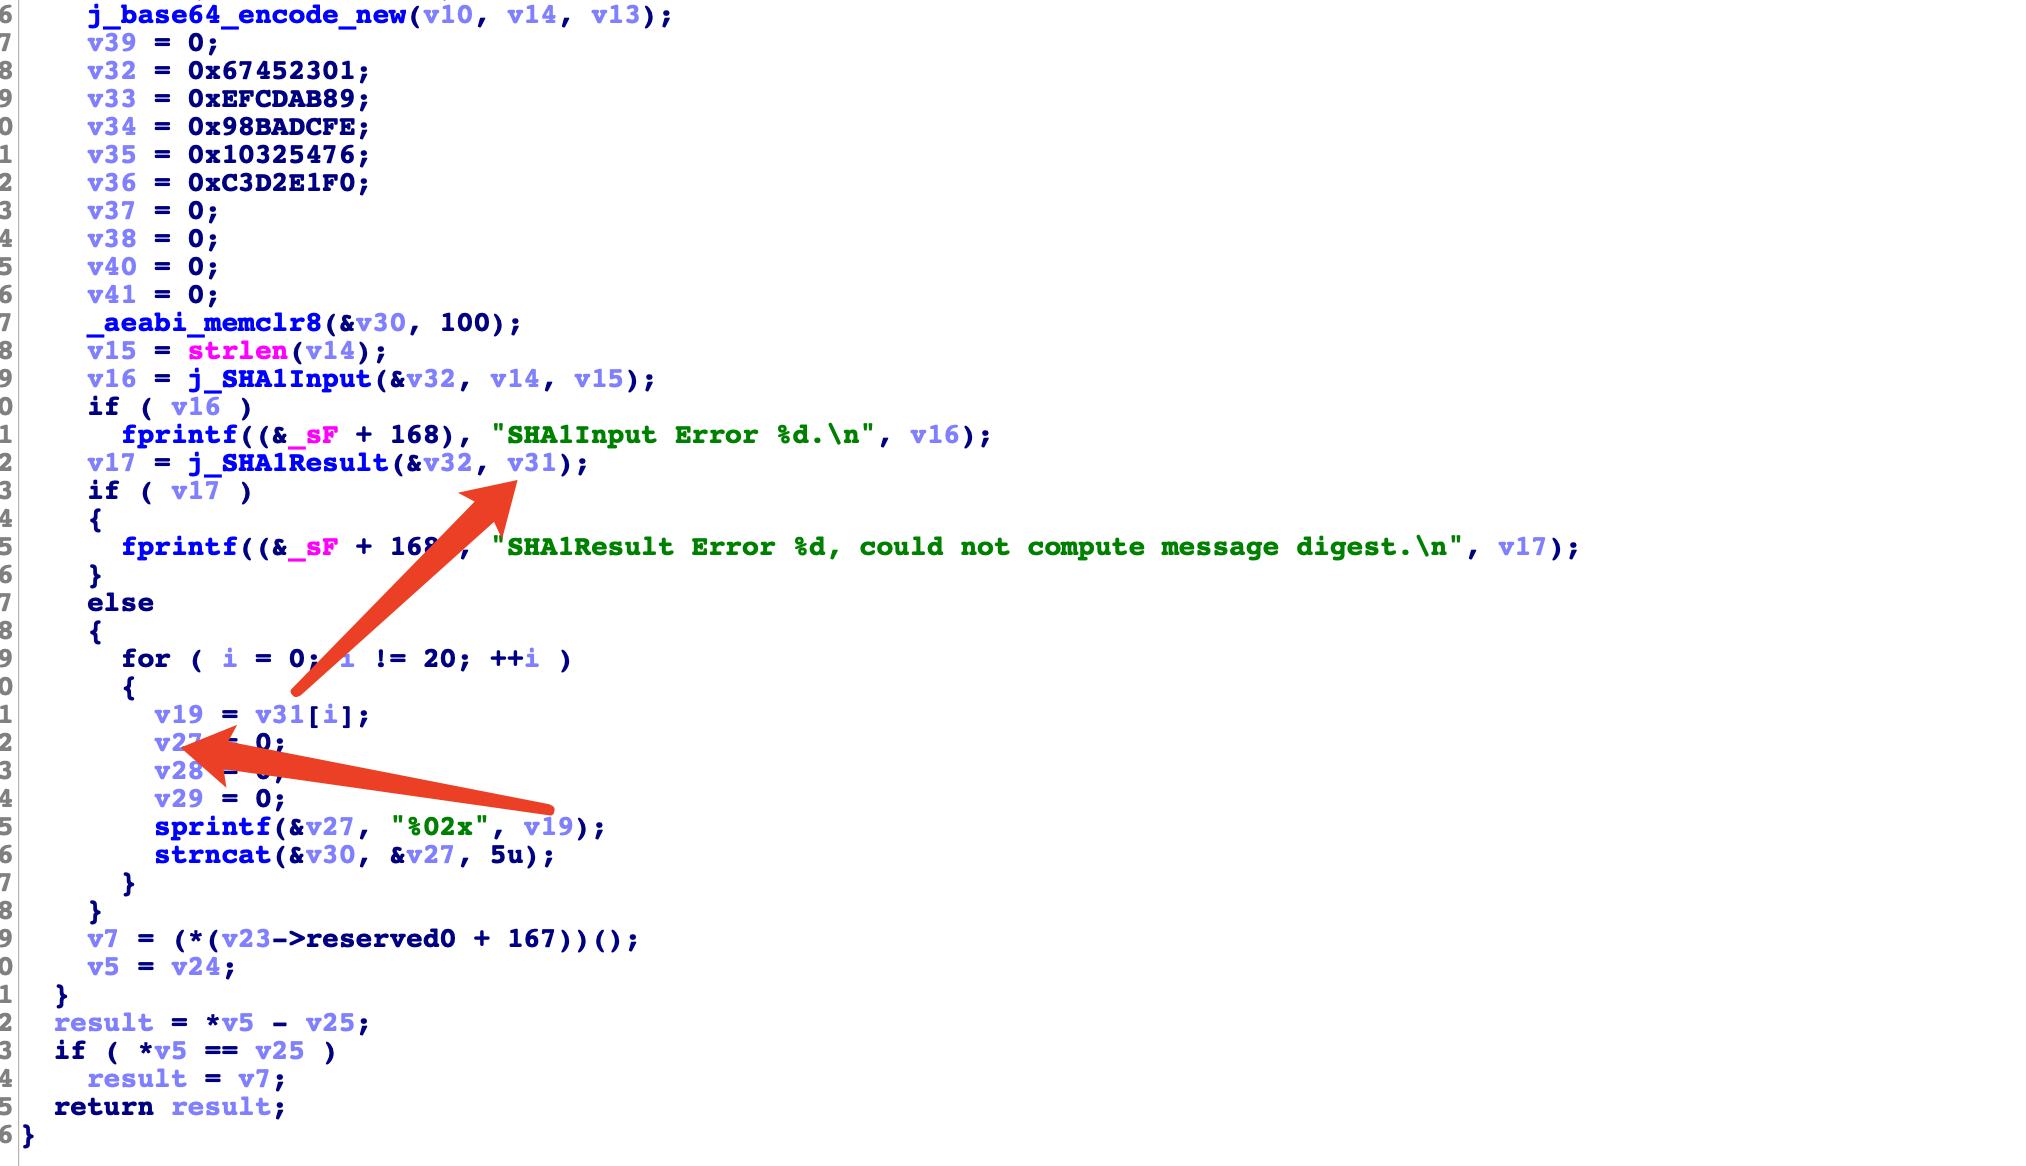 6 j_base64_encode_new(v10, v14, v13);
7 v39 = 0;
8 v32 = 0x67452301;
9 v33 = 0xEFCDAB89;
0 v34 = 0x98BADCFE;
1 v35 = 0x10325476;
2 v36 = 0xC3D2E1F0;
3 v37 = 0;
4 v38 = 0;
5 v40 = 0;
6 v41 = 0;
7 _aeabi_memclr8(&v30, 100);
8 v15 = strlen(v14);
9 v16 = j_SHA1Input(&v32, v14, v15);
0 if ( v16 )
1 fprintf((&_sF + 168), "SHA1Input Error %d.\n", v16);
2 v17 = j_SHA1Result(&v32, v31);
3 if ( v17 )
4 {
5 fprintf((&_sF + 168), "SHA1Result Error %d, could not compute message digest.\n", v17);
6 }
7 else
8 {
9 for ( i = 0; i != 20; ++i )
0 {
1 v19 = v31[i];
2 v27 = 0;
3 v28 = 0;
4 v29 = 0;
5 sprintf(&v27, "%02x", v19);
6 strncat(&v30, &v27, 5u);
7 }
8 }
9 v7 = (*(v23->reserved0 + 167))();
0 v5 = v24;
1 }
2 result = *v5 - v25;
3 if ( *v5 == v25 )
4 result = v7;
5 return result;
6 }